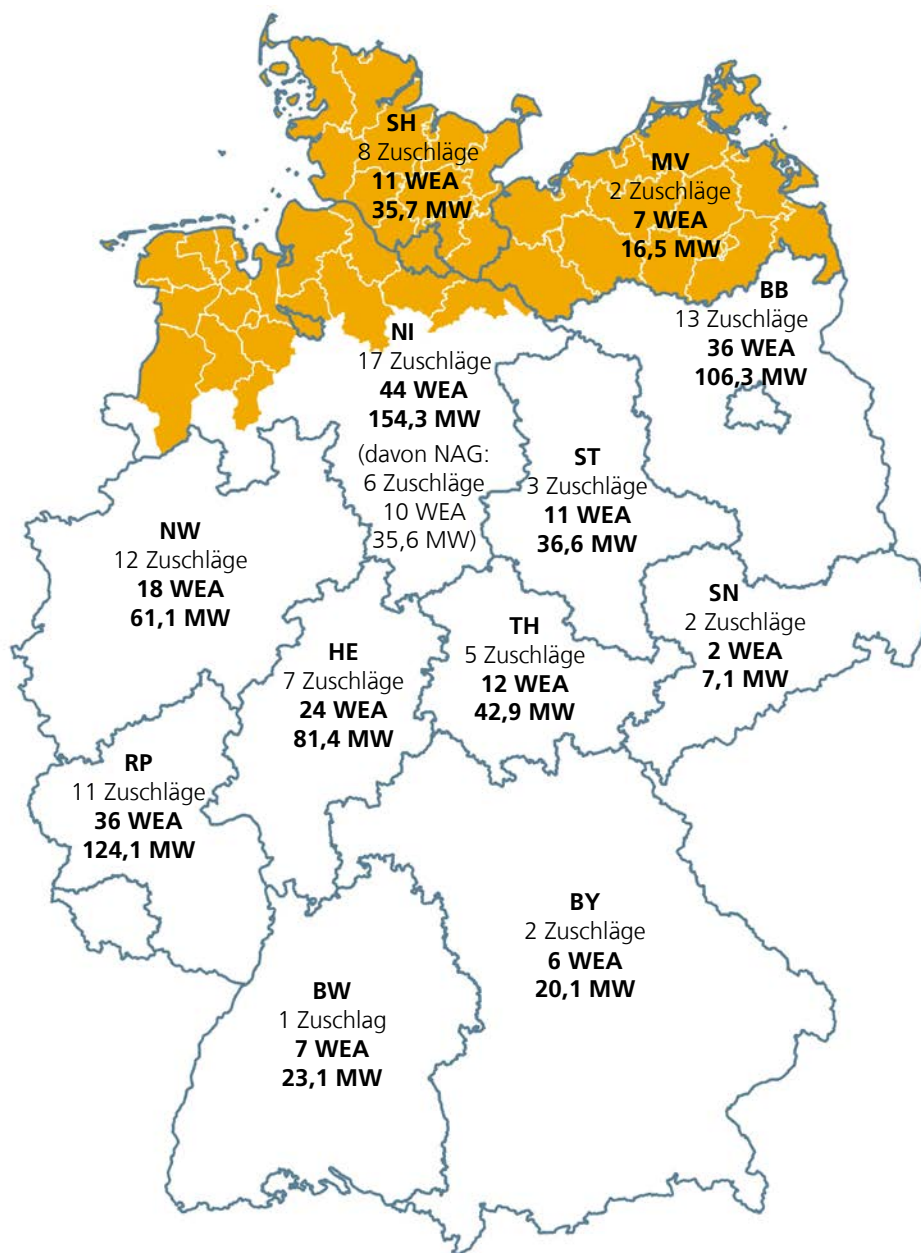 SH
8 Zuschläge
11 WEA
35,7 MW
MV
2 Zuschläge
7 WEA
16,5 MW
BB
13 Zuschläge
36 WEA
106,3 MW
NI
17 Zuschläge
44 WEA
154,3 MW
(davon NAG:
6 Zuschläge
10 WEA
35,6 MW)
ST
3 Zuschläge
11 WEA
36,6 MW
NW
12 Zuschläge
18 WEA
61,1 MW
SN
2 Zuschläge
2 WEA
7,1 MW
TH
5 Zuschläge
12 WEA
42,9 MW
HE
7 Zuschläge
24 WEA
81,4 MW
RP
11 Zuschläge
36 WEA
124,1 MW
BY
2 Zuschläge
6 WEA
20,1 MW
BW
1 Zuschlag
7 WEA
23,1 MW